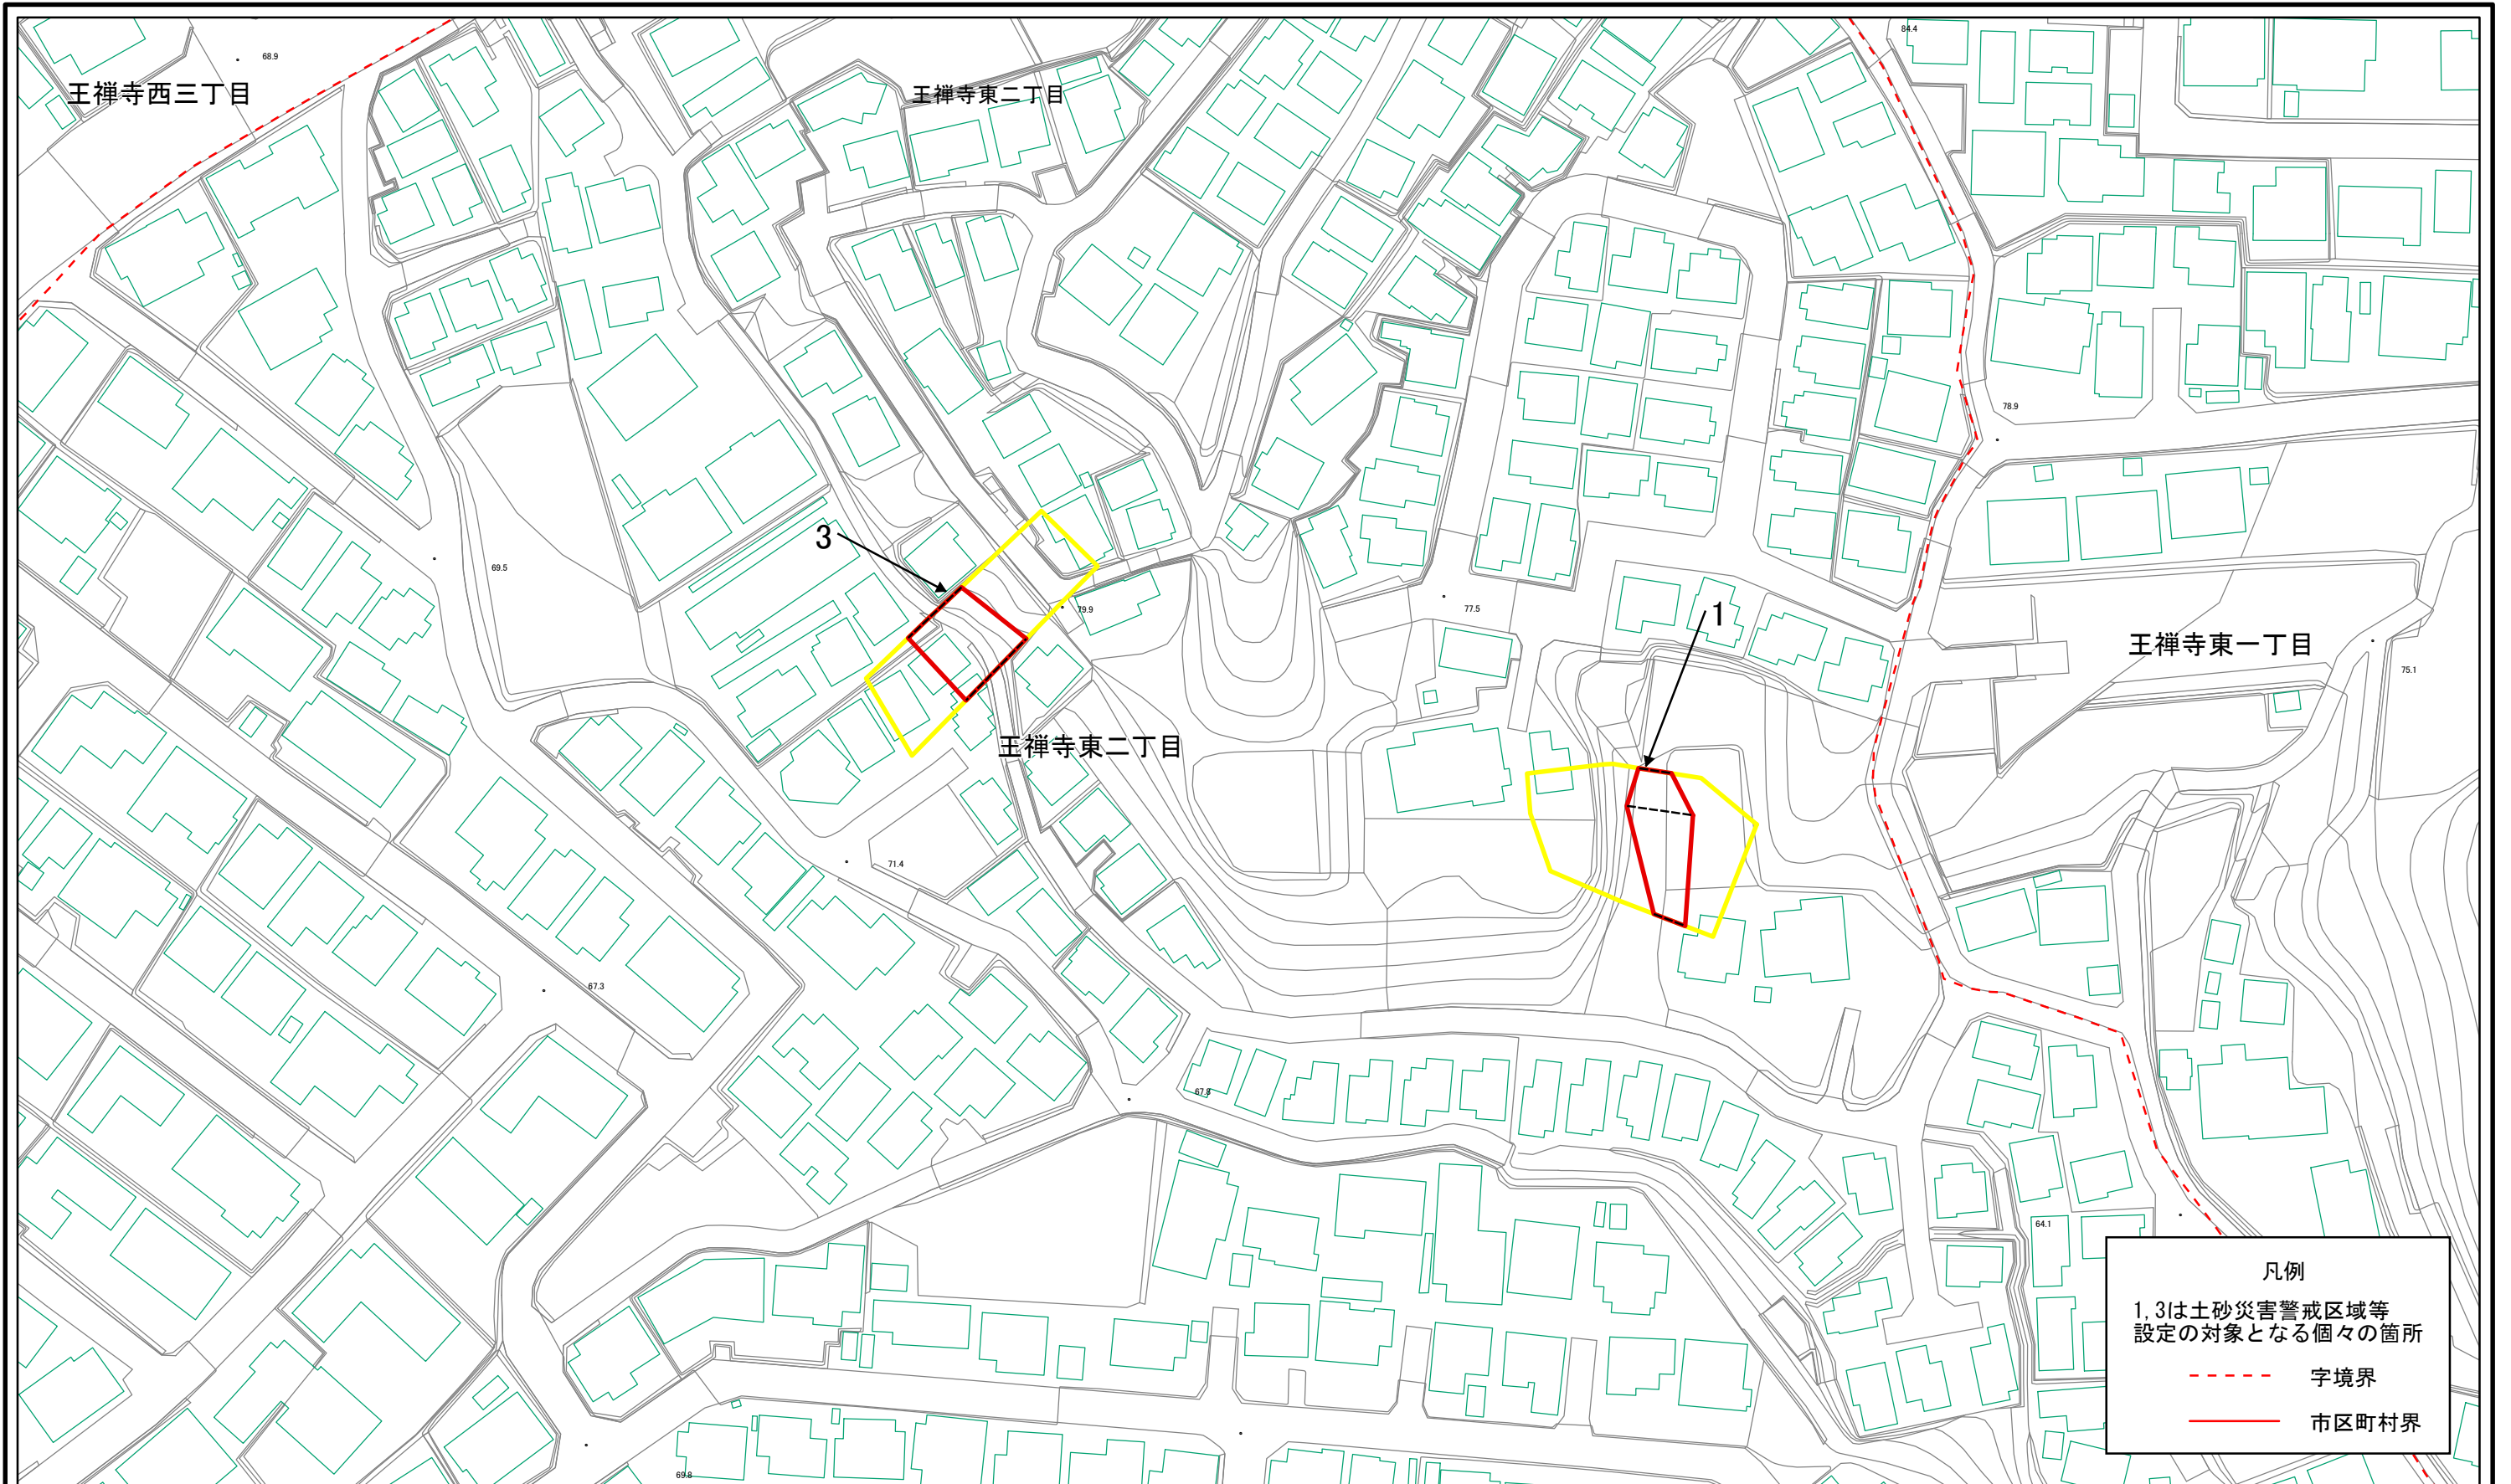 84.4
68.9
王禅寺西三丁目
王禅寺東二丁目
78.9
3
69.5
79.9
77.5
1
王禅寺東一丁目
75.1
王禅寺東二丁目
71.4
67.3
67.8
64.1
凡例
1,3は土砂災害警戒区域等
設定の対象となる個々の箇所
字境界
市区町村界
69.8